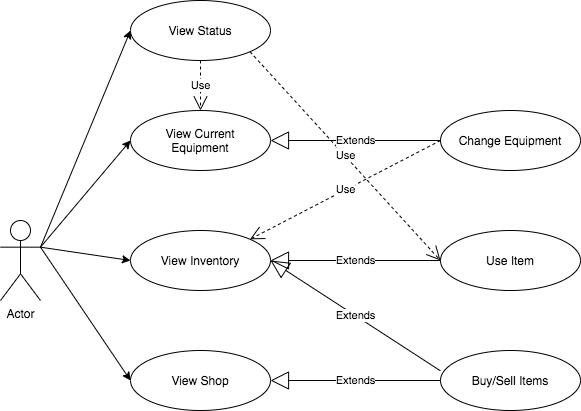 View Status
Use
View Current
Equipment
Extends
Change Equipment
Use
Use
View Inventory
Extends
Use Item
Actor
Extends
View Shop
Extends
Buy/Sell Items